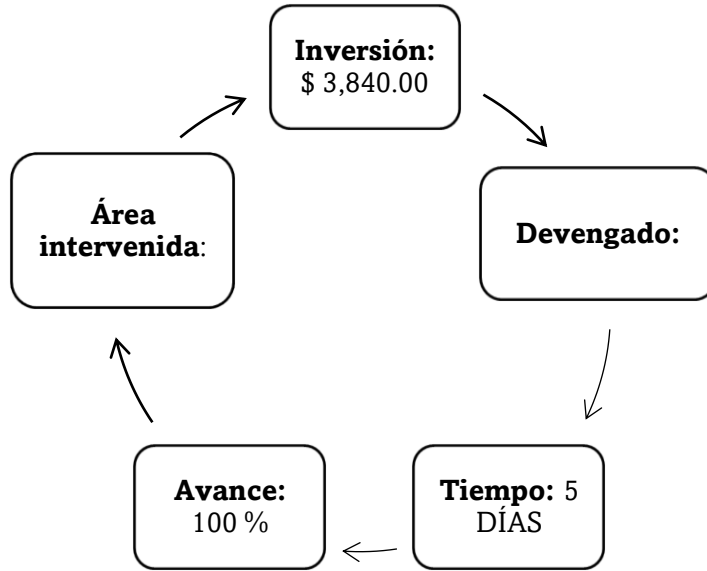 Inversión:
$ 3,840.00
Devengado:
Tiempo: 5
DÍAS
Avance:
100 %
Área
intervenida: